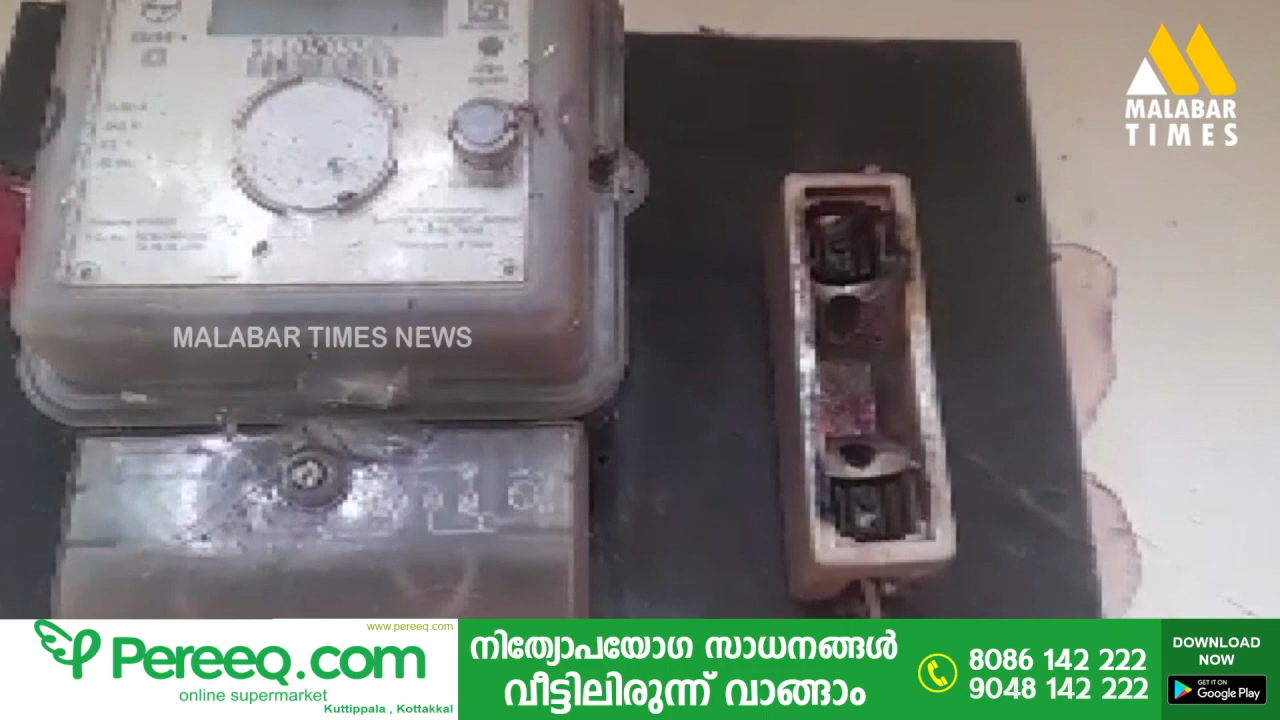 MALABAR
TIMES
MALABAR TIMES NEWS
www.pereeq.com
Pereeq.com
online supermarket
Kuttippala , Kottakkal
നിത്യോപയോഗ സാധനങ്ങൾ
വീട്ടിലിരുന്ന് വാങ്ങാം
8086 142 222
9048 142 222
DOWNLOAD
NOW
GET IT ON
Google Play